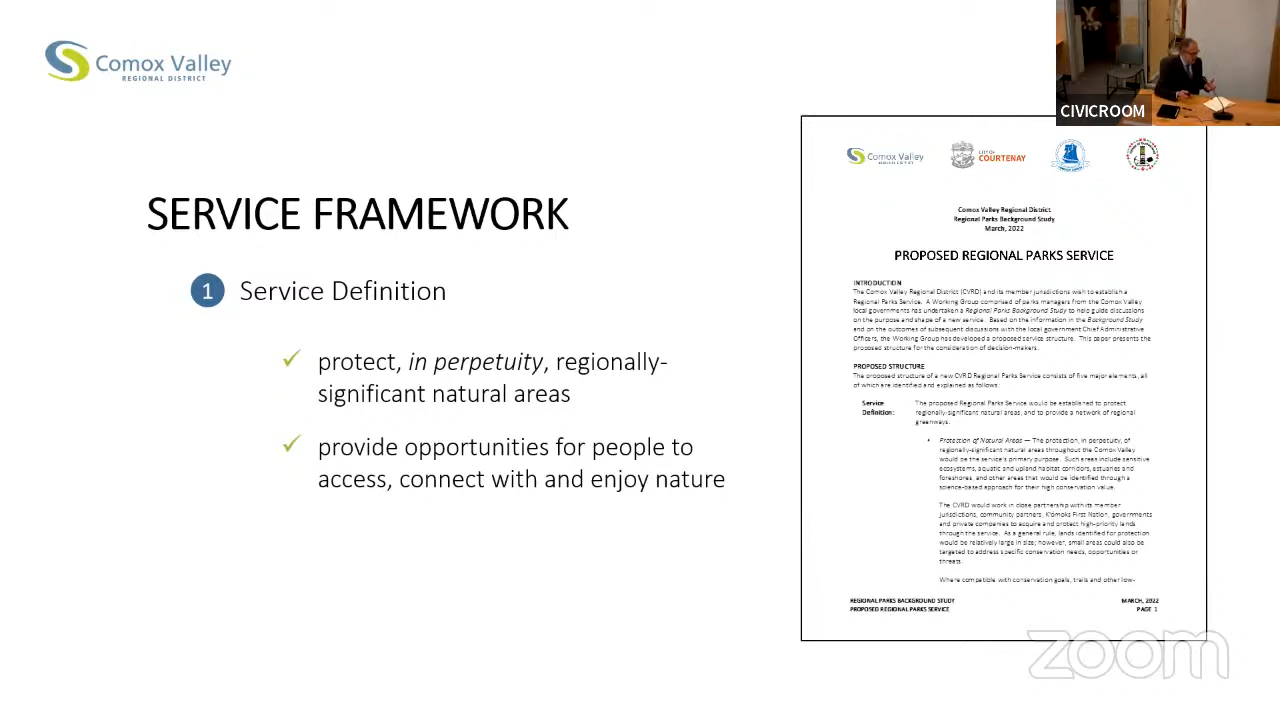 Comox Valley
REGIONAL DISTRICT
CIVICROOM
SERVICE FRAMEWORK
1 Service Definition
✓ protect, in perpetuity, regionally-
significant natural areas
✓ provide opportunities for people to
access, connect with and enjoy nature
Comox Valley
REGIONAL DISTRICT
CITY OF
COURTENAY
Comox Valley Regional District
Regional Parks Background Study
March, 2022
PROPOSED REGIONAL PARKS SERVICE
INTRODUCTION
The Comox Valley Regional District (CVRD) and its member jurisdictions wish to establish a
Regional Parks Service. A Working Group comprised of parks managers from the Comox Valley
local governments has undertaken a Regional Parks Background Study to help guide discussions
on the purpose and shape of a new service. Based on the information in the Background Study
and on the outcomes of subsequent discussions with the local government Chief Administrative
Officers, the Working Group has developed a proposed service structure. This paper presents the
proposed structure for the consideration of decision-makers.
PROPOSED STRUCTURE
The proposed structure of a new CVRD Regional Parks Service consists of five major elements, all
of which are identified and explained as follows:
Service Definition:
The proposed Regional Parks Service would be established to protect
regionally-significant natural areas, and to provide a network of regional
greenways.
• Protection of Natural Areas — The protection, in perpetuity, of
regionally-significant natural areas throughout the Comox Valley
would be the service's primary purpose. Such areas include sensitive
ecosystems, aquatic and upland habitat corridors, estuaries and
foreshores, and other areas that would be identified through a
science-based approach for their high conservation value.
The CVRD would work in close partnership with its member
jurisdictions, community partners, K'ómoks First Nation, governments
and private companies to acquire and protect high-priority lands
through the service. As a general rule, lands identified for protection
would be relatively large in size; however, small areas could also be
targeted to address specific conservation needs, opportunities or
threats.
Where compatible with conservation goals, trails and other low-
REGIONAL PARKS BACKGROUND STUDY
PROPOSED REGIONAL PARKS SERVICE
MARCH, 2022
PAGE 1
zoom